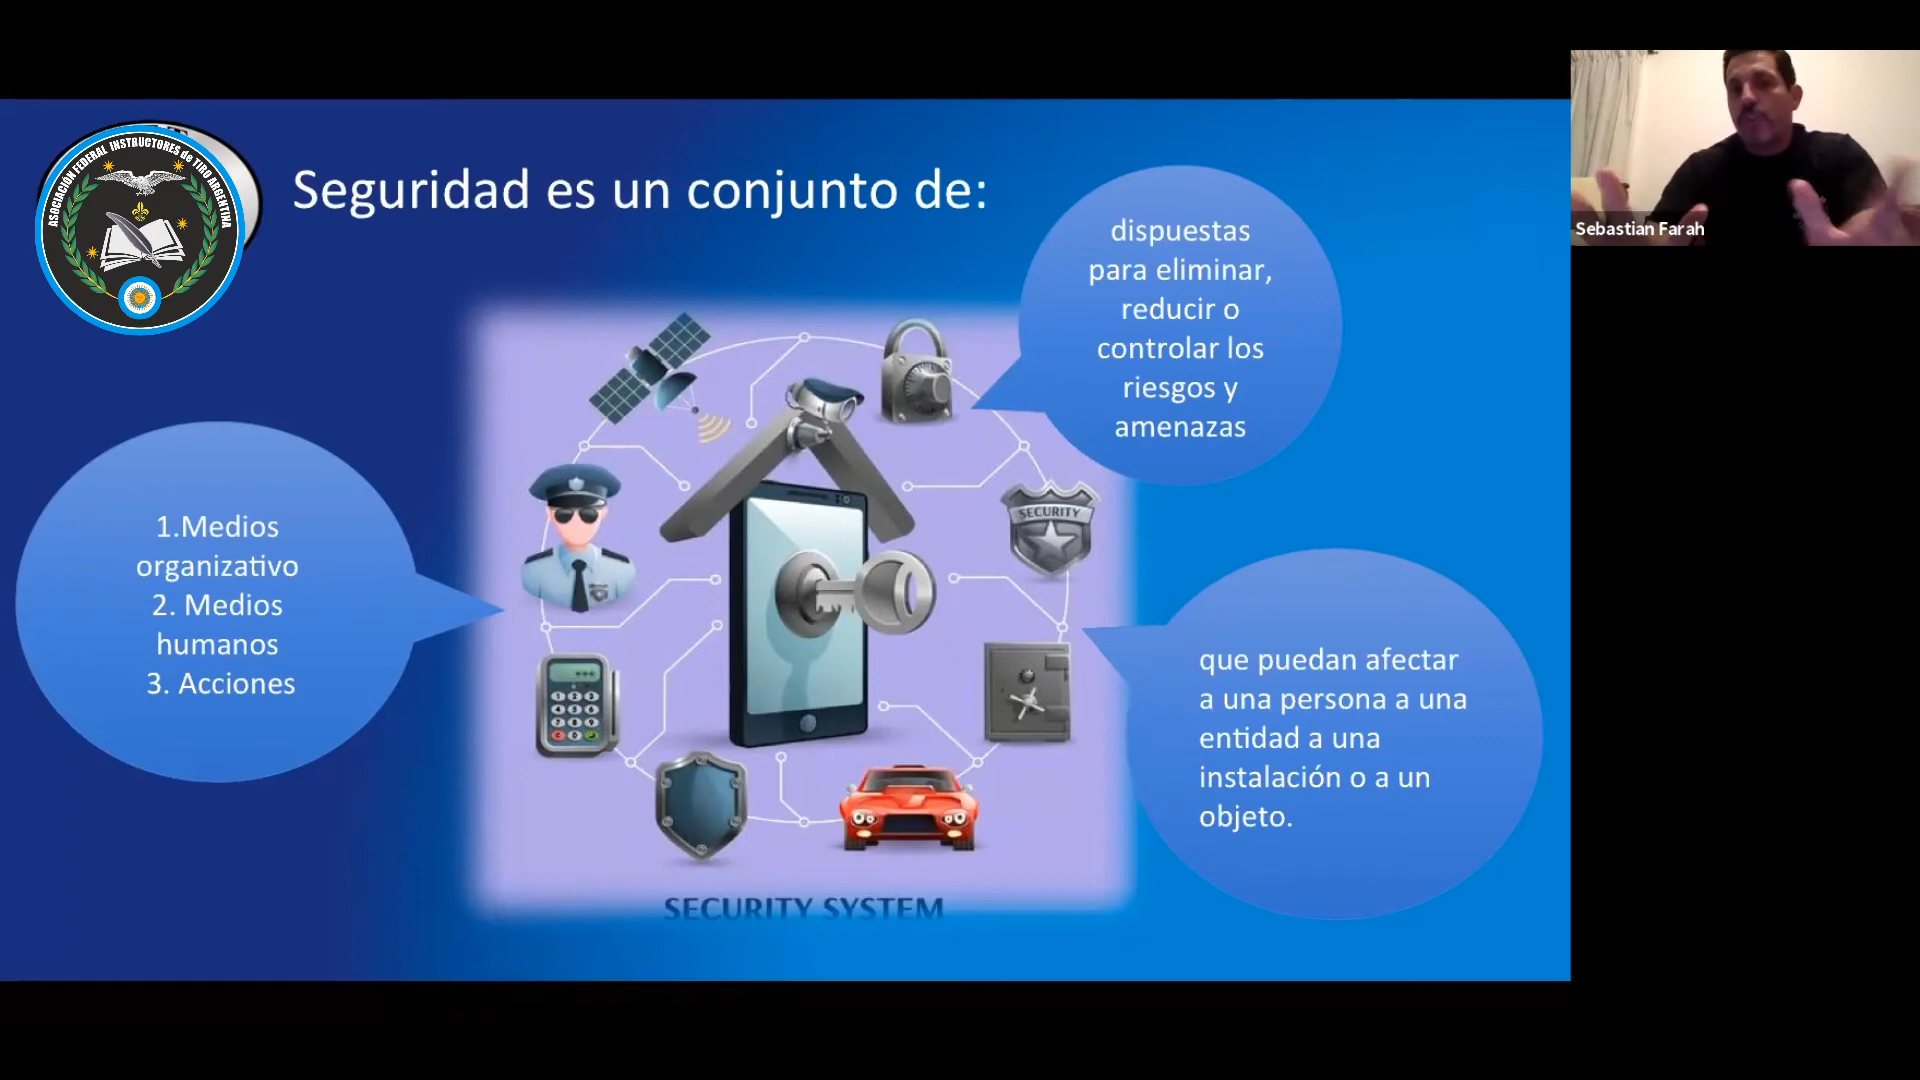 ASOCIACIÓN FEDERAL INSTRUCTORES de TIRO ARGENTINA
Seguridad es un conjunto de:
dispuestas
para eliminar,
reducir o
controlar los
riesgos y
amenazas
Sebastian Farah
1.Medios
organizativo
2. Medios
humanos
3. Acciones
SECURITY
que puedan afectar
a una persona a una
entidad a una
instalación o a un
objeto.
SECURITY SYSTEM